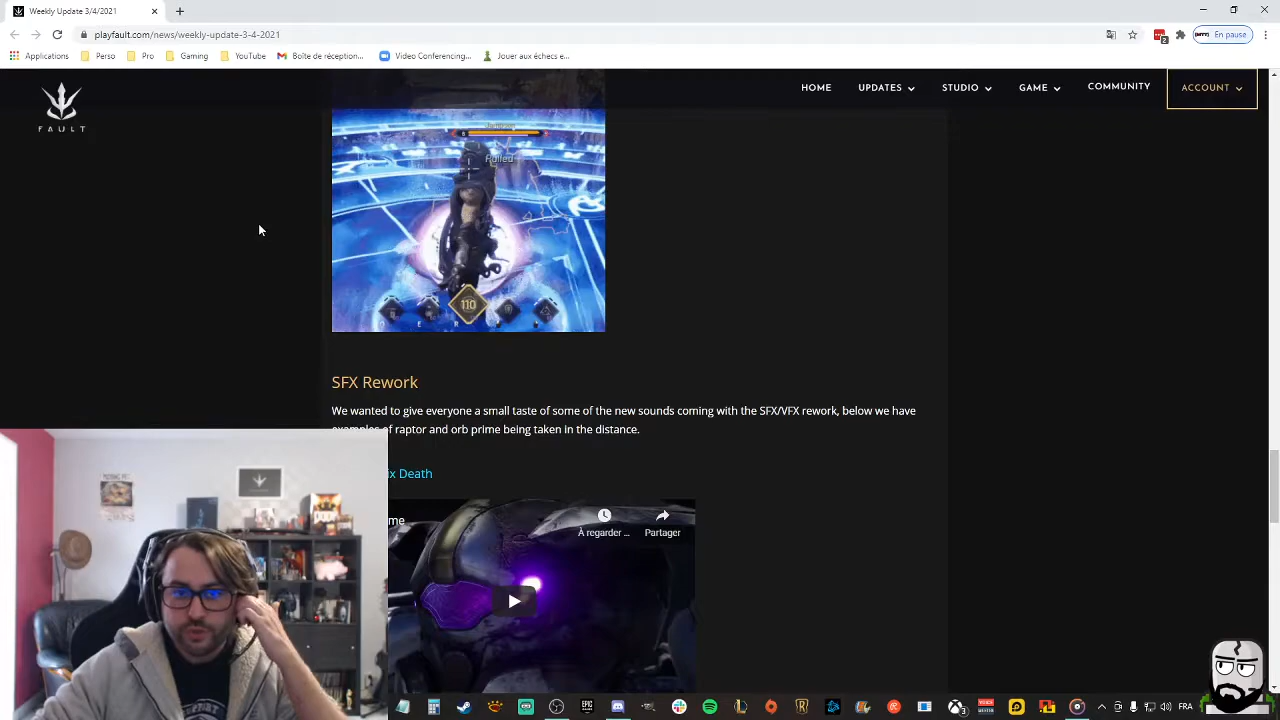 Weekly Update 3/4/2021
playfault.com/news/weekly-update-3-4-2021
2
En pause
Applications
Perso
Pro
Gaming
YouTube
Boîte de réception...
Video Conferencing...
Jouer aux échecs e...
FAULT
HOME
UPDATES
STUDIO
GAME
COMMUNITY
ACCOUNT
110
E
R
SFX Rework
We wanted to give everyone a small taste of some of the new sounds coming with the SFX/VFX rework, below we have
of raptor and orb prime being taken in the distance.
ix Death
me
À regarder ...
Partager
FRA